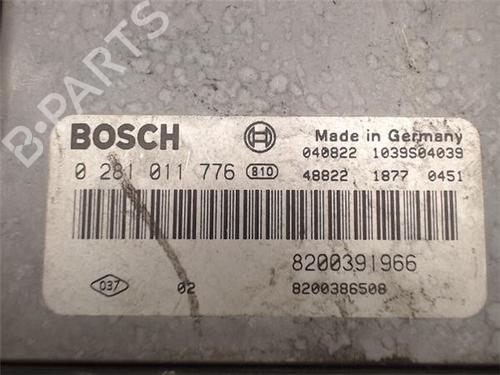 B-PARTS
BOSCH
Made in Germany
040822 1039S04039
0 281 011 776 810
48822 1877 0451
8200391966
037 02 8200386508